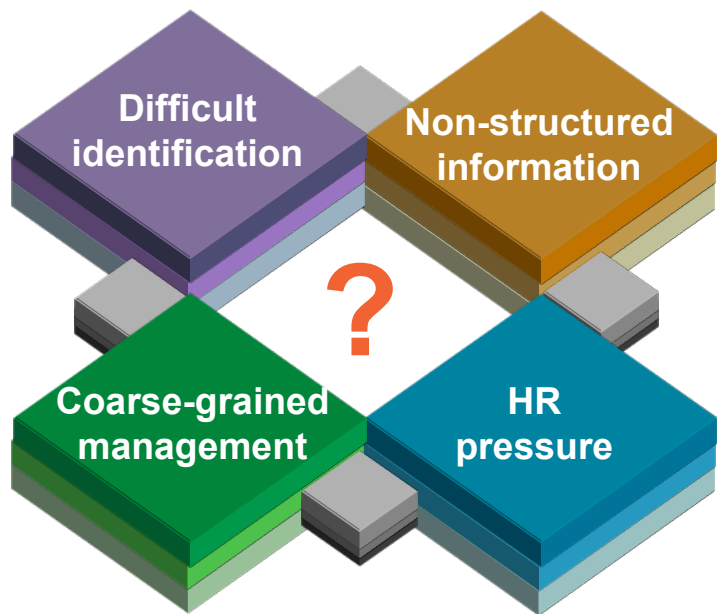 Difficult
identification
Non-structured
information
?
Coarse-grained
management
HR
pressure